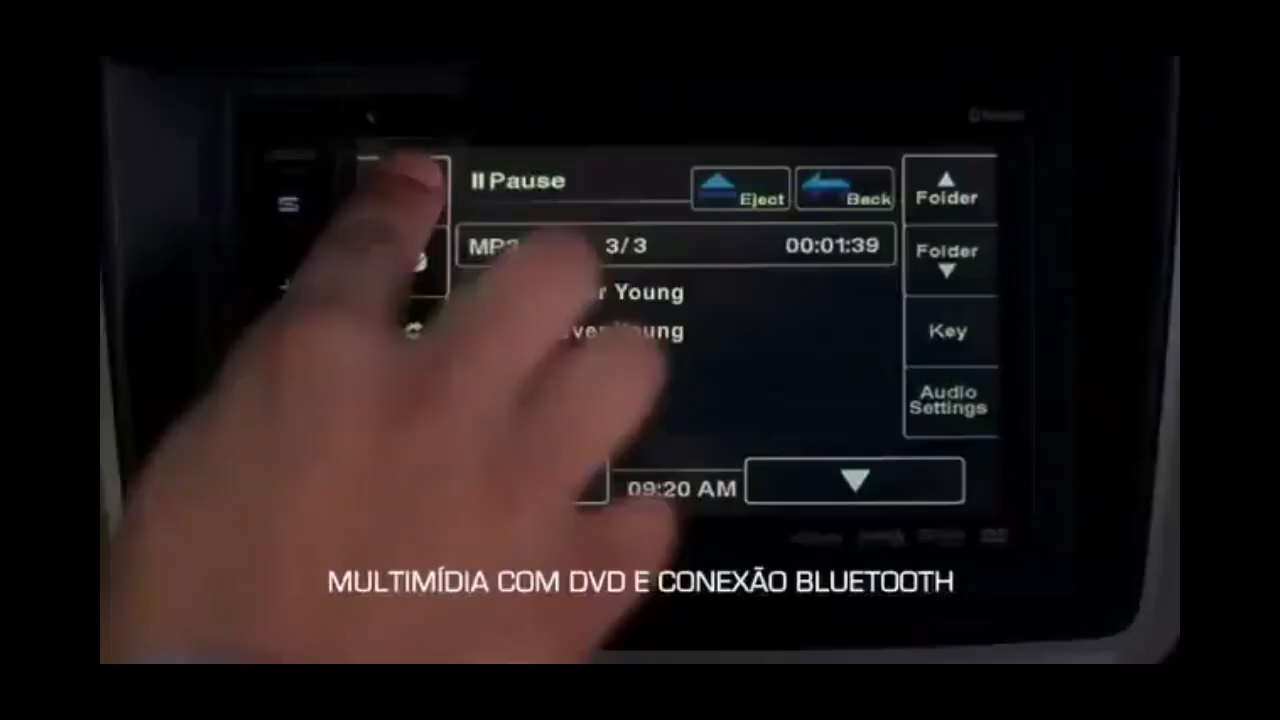 Pause
Eject
Back
Folder
MP3 3/3 00:01:39
Folder
Young
Young
Key
Audio
Settings
09:20 AM
MULTIMÍDIA COM DVD E CONEXÃO BLUETOOTH